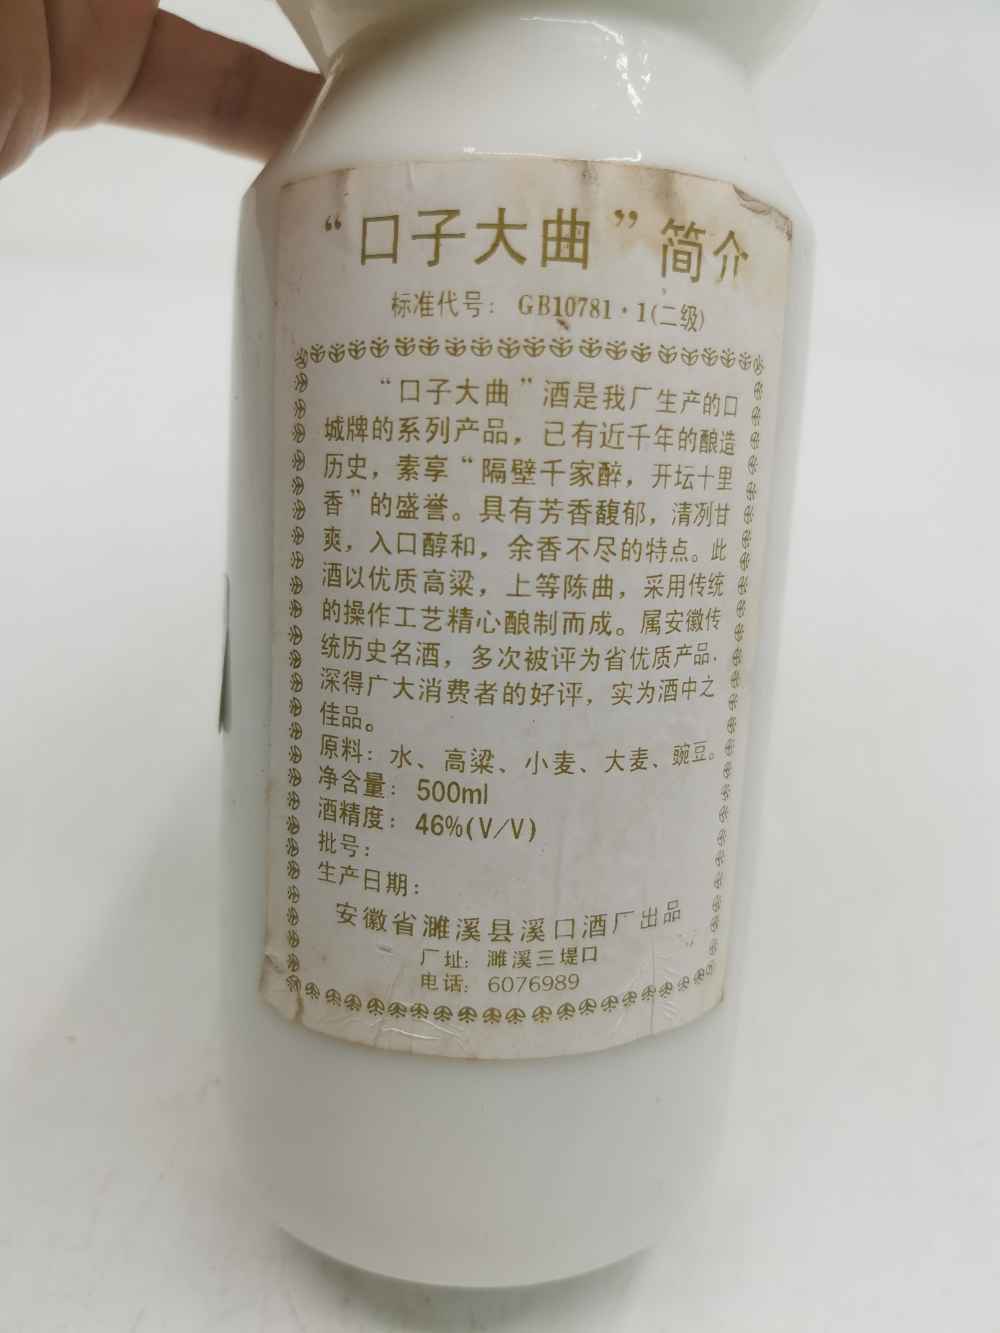 “口子大曲”简介
标准代号：GB10781·1(二级)
“口子大曲”酒是我厂生产的口
城牌的系列产品，已有近千年的酿造
历史，素享“隔壁千家醉，开坛十里
香”的盛誉。具有芳香馥郁，清冽甘
爽，入口醇和，余香不尽的特点。此
酒以优质高粱，上等陈曲，采用传统
的操作工艺精心酿制而成。属安徽传
统历史名酒，多次被评为省优质产品.
深得广大消费者的好评，实为酒中之
佳品。
原料：水、高粱、小麦、大麦、豌豆。
净含量：500ml
酒精度：46%(V/V)
批号：
生产日期：
安徽省濉溪县溪口酒厂出品
厂址：濉溪三堤口
电话：6076989